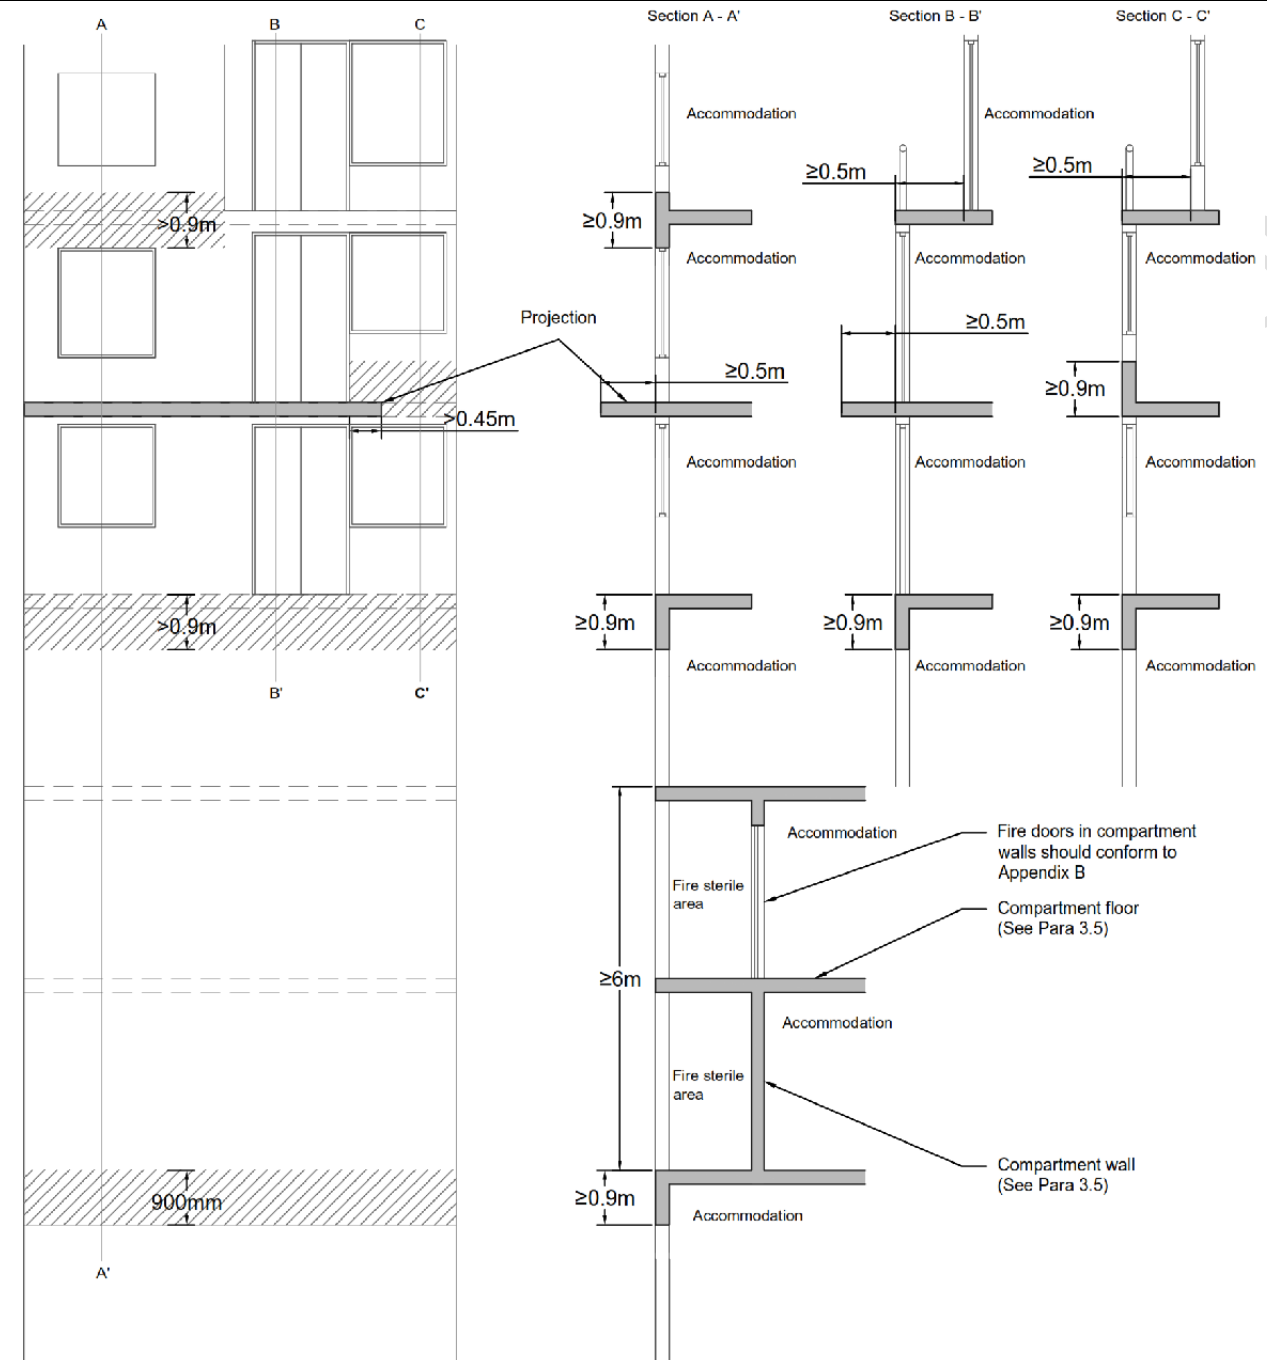 A
B
C
Section A - A'
Section B - B'
Section C - C'
Accommodation
Accommodation
≥0.5m
≥0.5m
>0.9m
≥0.9m
Accommodation
Accommodation
Accommodation
Projection
≥0.5m
≥0.5m
≥0.9m
>0.45m
Accommodation
Accommodation
Accommodation
>0.9m
≥0.9m
≥0.9m
≥0.9m
Accommodation
Accommodation
Accommodation
B'
C'
Accommodation
Fire doors in compartment
walls should conform to
Appendix B
Fire sterile
area
Compartment floor
(See Para 3.5)
≥6m
Accommodation
Fire sterile
area
Compartment wall
(See Para 3.5)
900mm
≥0.9m
Accommodation
A'